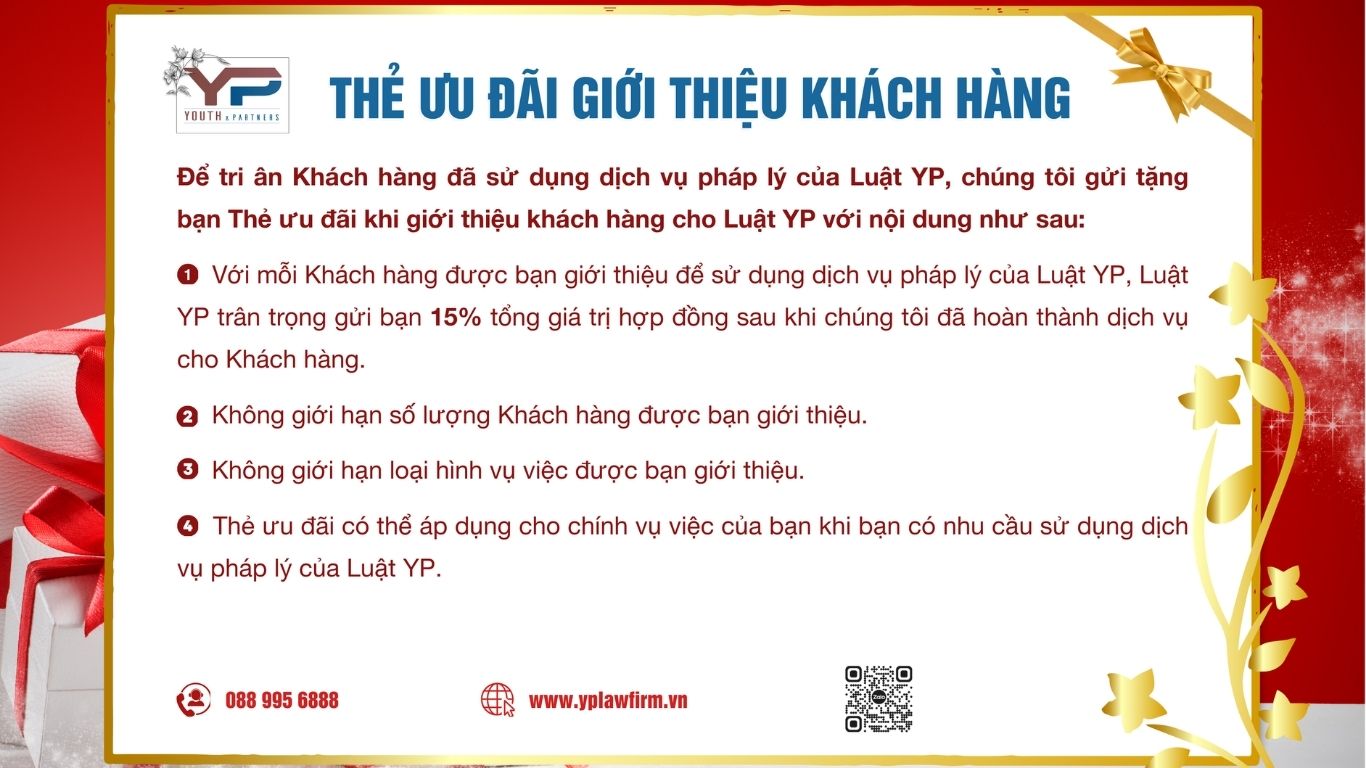 YP
YOUTH & PARTNERS
THẺ ƯU ĐÃI GIỚI THIỆU KHÁCH HÀNG
Để tri ân Khách hàng đã sử dụng dịch vụ pháp lý của Luật YP, chúng tôi gửi tặng
bạn Thẻ ưu đãi khi giới thiệu khách hàng cho Luật YP với nội dung như sau:
1 Với mỗi Khách hàng được bạn giới thiệu để sử dụng dịch vụ pháp lý của Luật YP, Luật
YP trân trọng gửi bạn 15% tổng giá trị hợp đồng sau khi chúng tôi đã hoàn thành dịch vụ
cho Khách hàng.
2 Không giới hạn số lượng Khách hàng được bạn giới thiệu.
3 Không giới hạn loại hình vụ việc được bạn giới thiệu.
4 Thẻ ưu đãi có thể áp dụng cho chính vụ việc của bạn khi bạn có nhu cầu sử dụng dịch
vụ pháp lý của Luật YP.
088 995 6888
www.yplawfirm.vn
Zalo